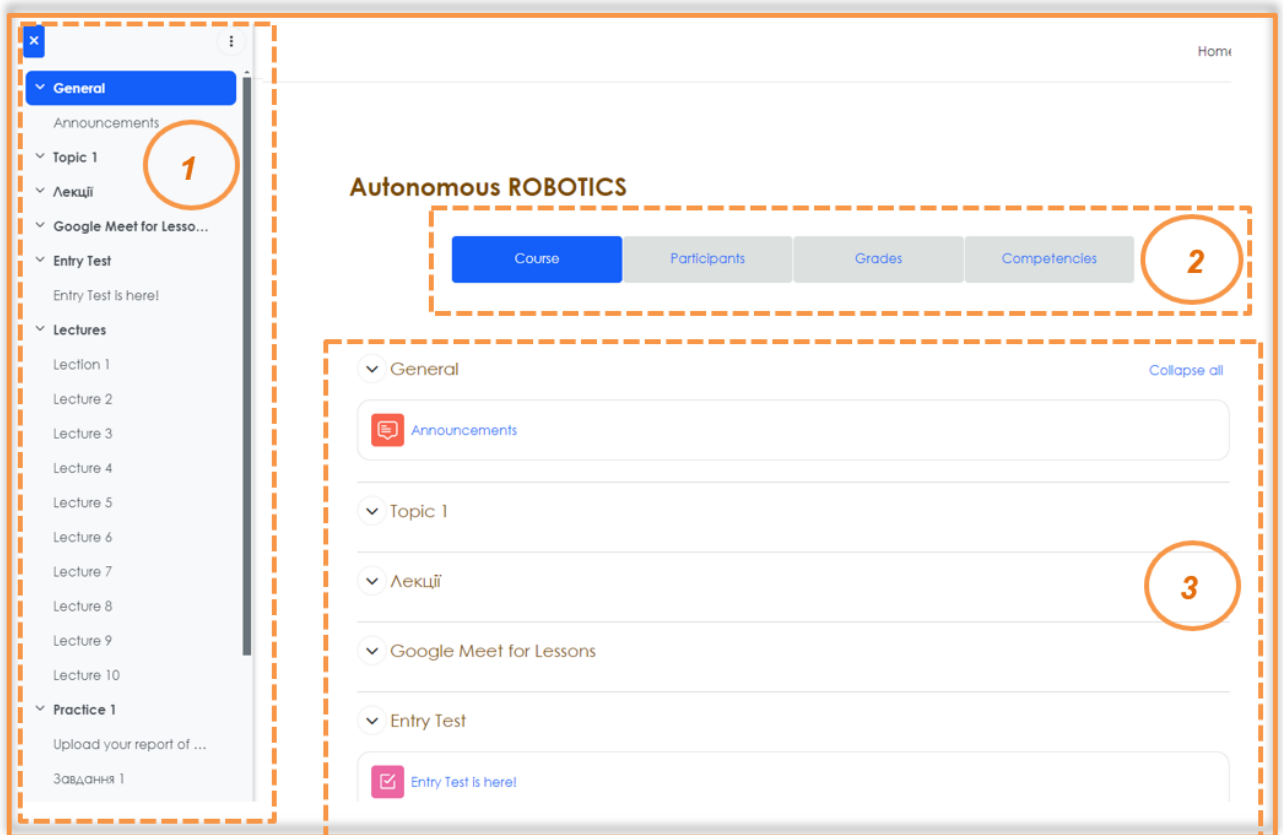 General
Announcements
Topic 1
Лекції
Google Meet for Lesso...
Entry Test
Entry Test is here!
Lectures
Lection 1
Lecture 2
Lecture 3
Lecture 4
Lecture 5
Lecture 6
Lecture 7
Lecture 8
Lecture 9
Lecture 10
Practice 1
Upload your report of ...
Завдання 1
1
Home
Autonomous ROBOTICS
Course Participants Grades Competencies
2
General Collapse all
Announcements
Topic 1
Лекції
3
Google Meet for Lessons
Entry Test
Entry Test is here!